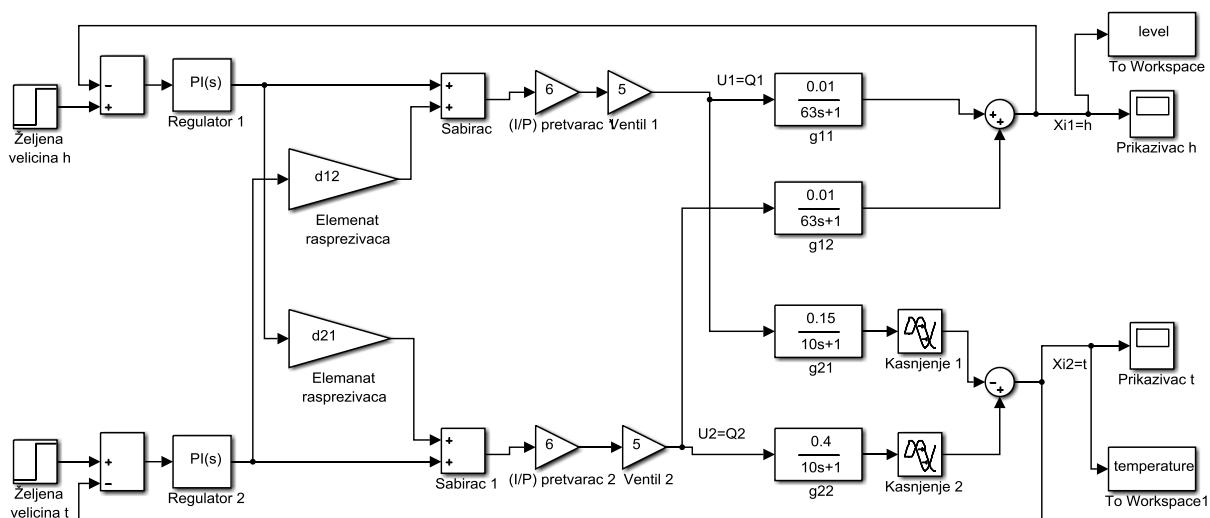 level
To Workspace
PI(s)
Regulator 1
Željena
velicina h
Sabirac
6
(I/P) pretvarac 1
5
Ventil 1
U1=Q1
0.01
63s+1
g11
Xi1=h
Prikazivac h
d12
Elemenat
rasprezivaca
0.01
63s+1
g12
d21
Elemanat
rasprezivaca
0.15
10s+1
g21
Kasnjenje 1
Xi2=t
Prikazivac t
Željena
velicina t
PI(s)
Regulator 2
Sabirac 1
6
(I/P) pretvarac 2
5
Ventil 2
U2=Q2
0.4
10s+1
g22
Kasnjenje 2
temperature
To Workspace1